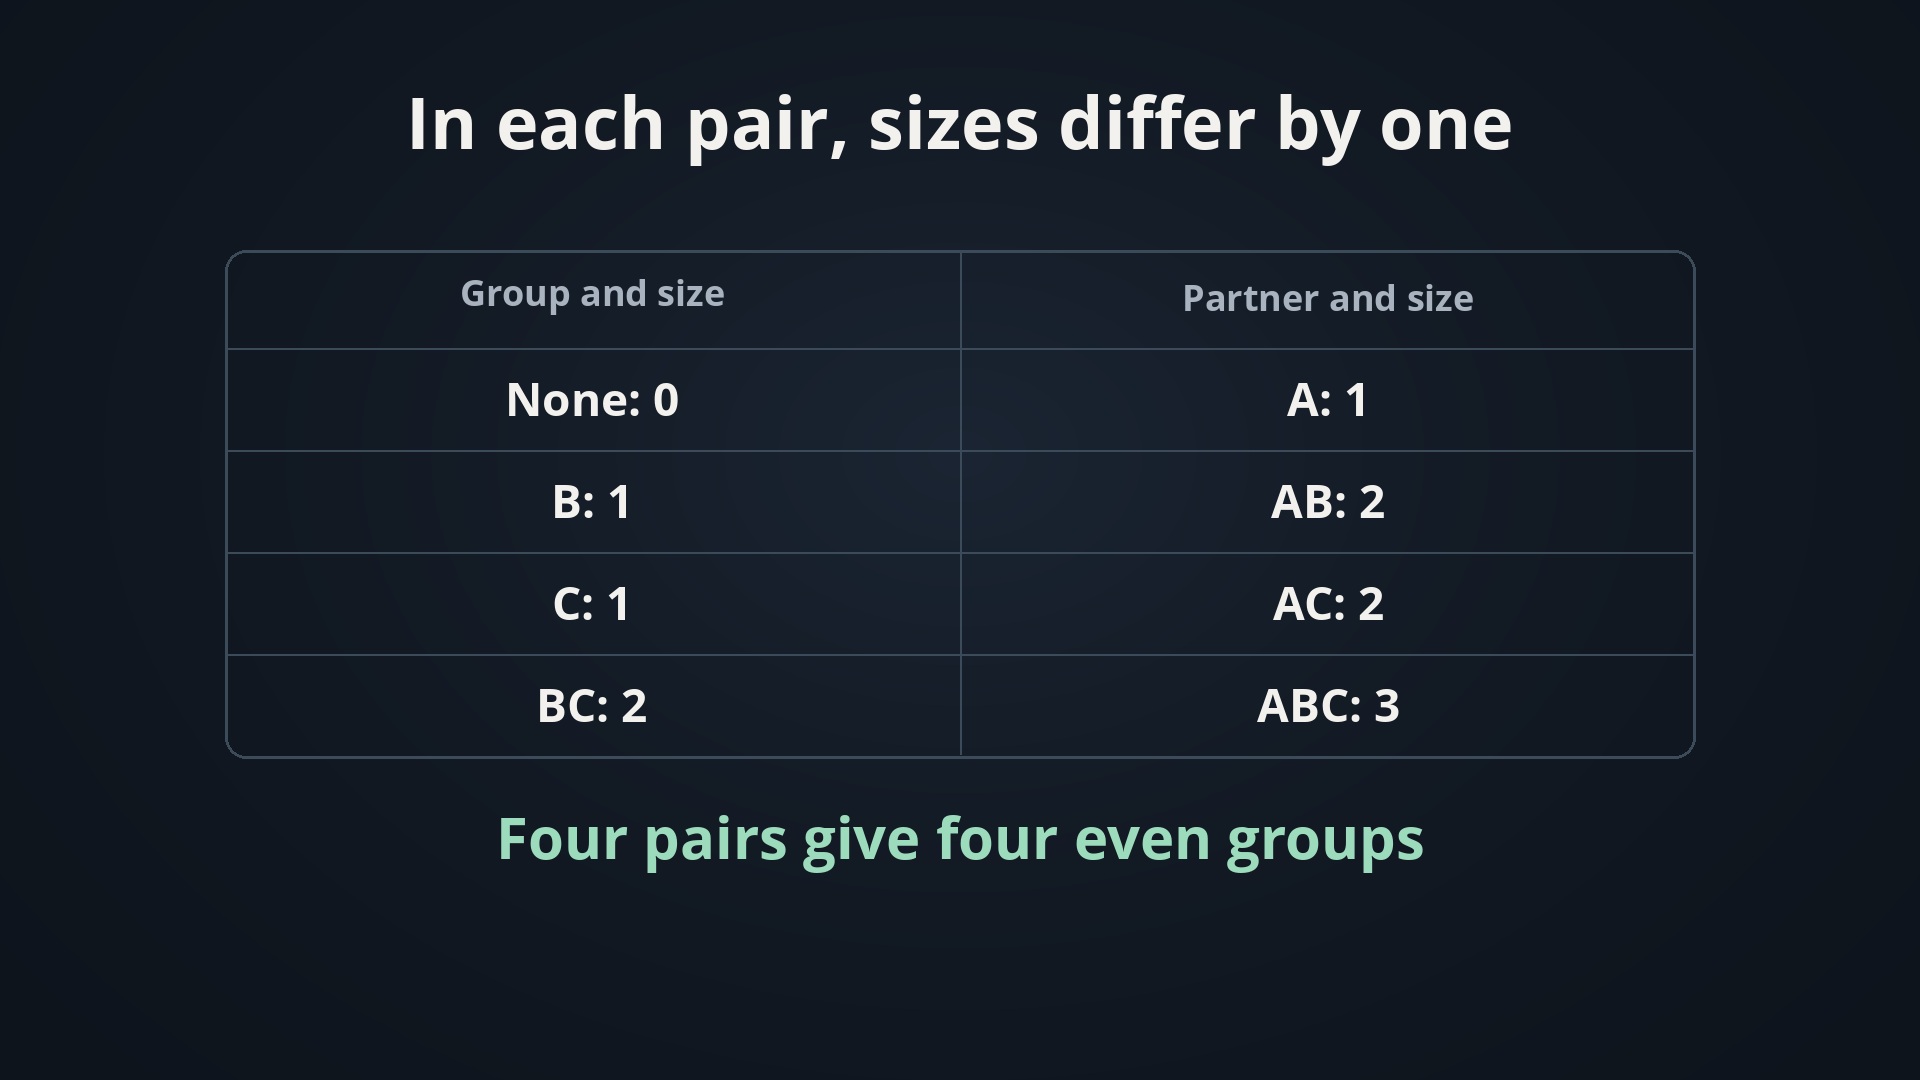 In each pair, sizes differ by one
Group and size
Partner and size
None: 0
A: 1
B: 1
AB: 2
C: 1
AC: 2
BC: 2
ABC: 3
Four pairs give four even groups